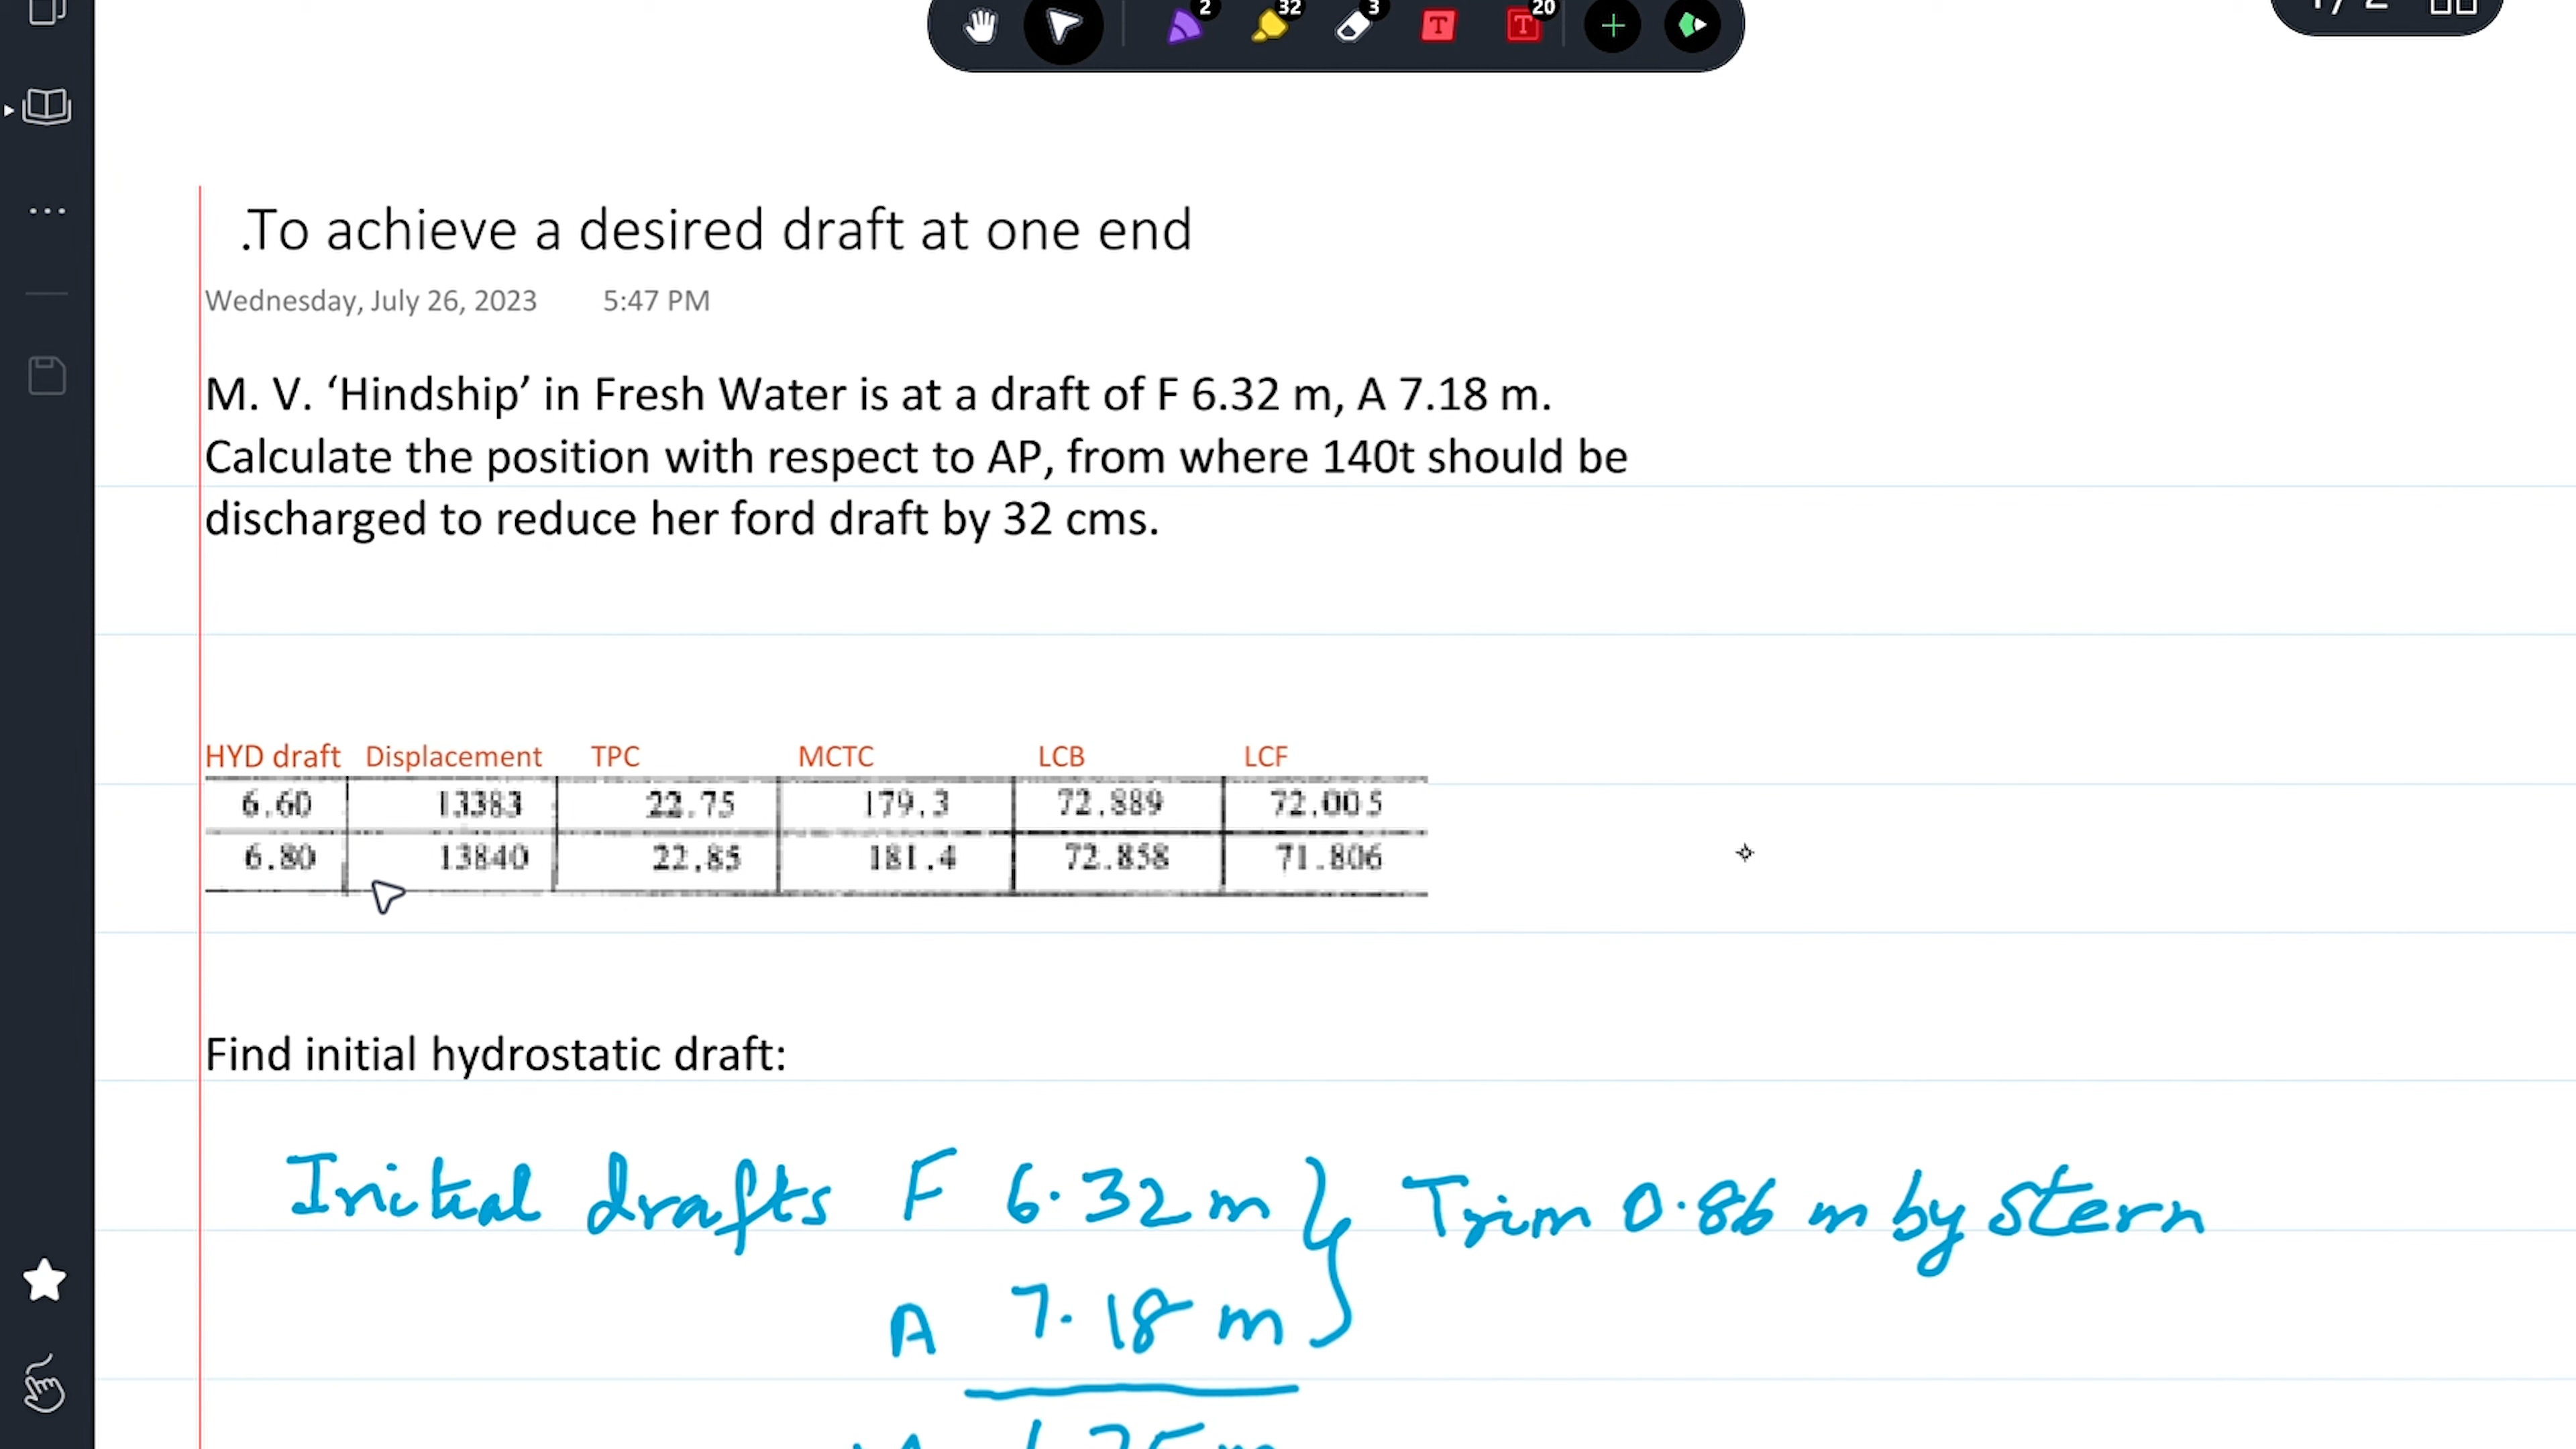 2 32 3 T T 20
.To achieve a desired draft at one end
Wednesday, July 26, 2023 5:47 PM
M. V. ‘Hindship’ in Fresh Water is at a draft of F 6.32 m, A 7.18 m.
Calculate the position with respect to AP, from where 140t should be
discharged to reduce her ford draft by 32 cms.
HYD draft Displacement TPC MCTC LCB LCF
6.60 13383 22.75 179.3 72.889 72.005
6.80 13840 22.85 181.4 72.858 71.806
Find initial hydrostatic draft:
Initial drafts F 6.32 m Trim 0.86 m by stern
A 7.18 m